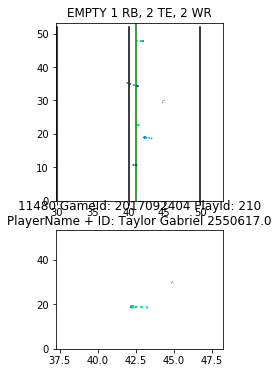 EMPTY 1 RB, 2 TE, 2 WR
50
40
30
20
10
0
30 35 40 45 50
11480 GameId: 2017092404 PlayId: 210
PlayerName + ID: Taylor Gabriel 2550617.0
40
20
0
37.5 40.0 42.5 45.0 47.5